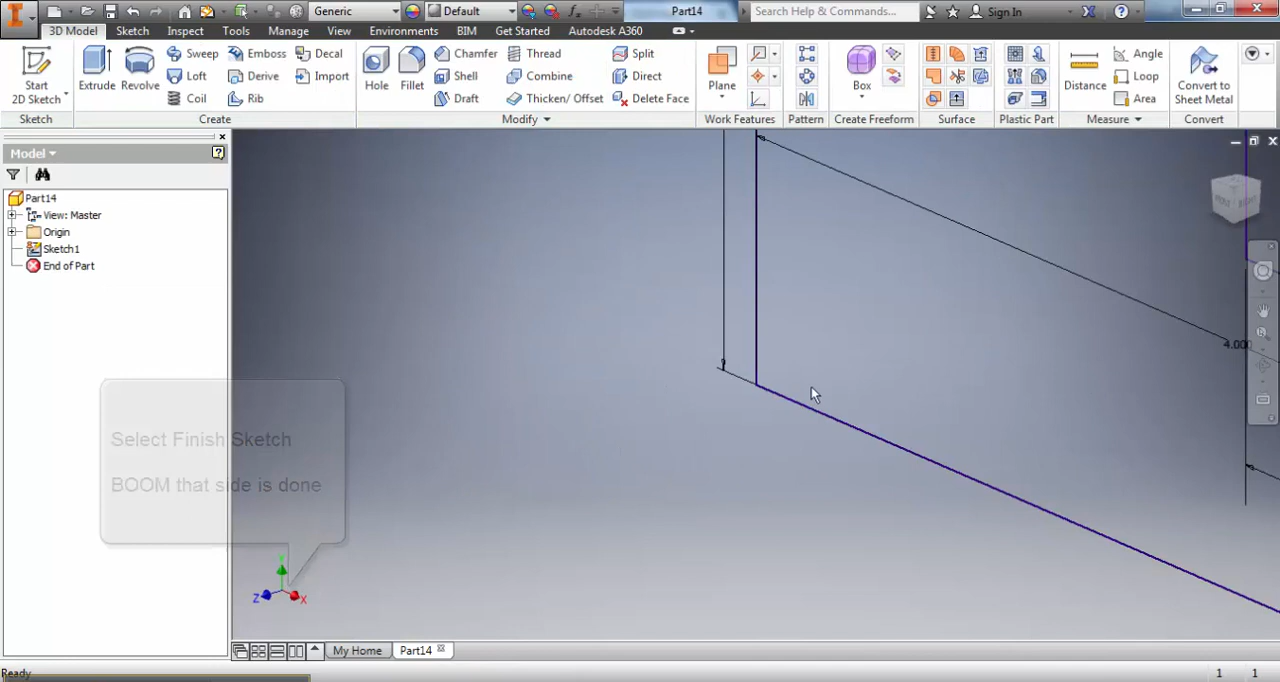 Generic
Default
Part14
Search Help & Commands...
Sign In
3D Model
Sketch
Inspect
Tools
Manage
View
Environments
BIM
Get Started
Autodesk A360
Start
2D Sketch
Sketch
Extrude
Revolve
Sweep
Loft
Coil
Emboss
Derive
Rib
Decal
Import
Create
Hole
Fillet
Chamfer
Shell
Draft
Thread
Combine
Thicken/ Offset
Split
Direct
Delete Face
Modify
Plane
Work Features
Pattern
Box
Create Freeform
Surface
Plastic Part
Distance
Angle
Loop
Area
Measure
Convert to
Sheet Metal
Convert
Model
Part14
View: Master
Origin
Sketch1
End of Part
4.000
Select Finish Sketch
BOOM that side is done
Y
Z
X
My Home
Part14
Ready
1
1